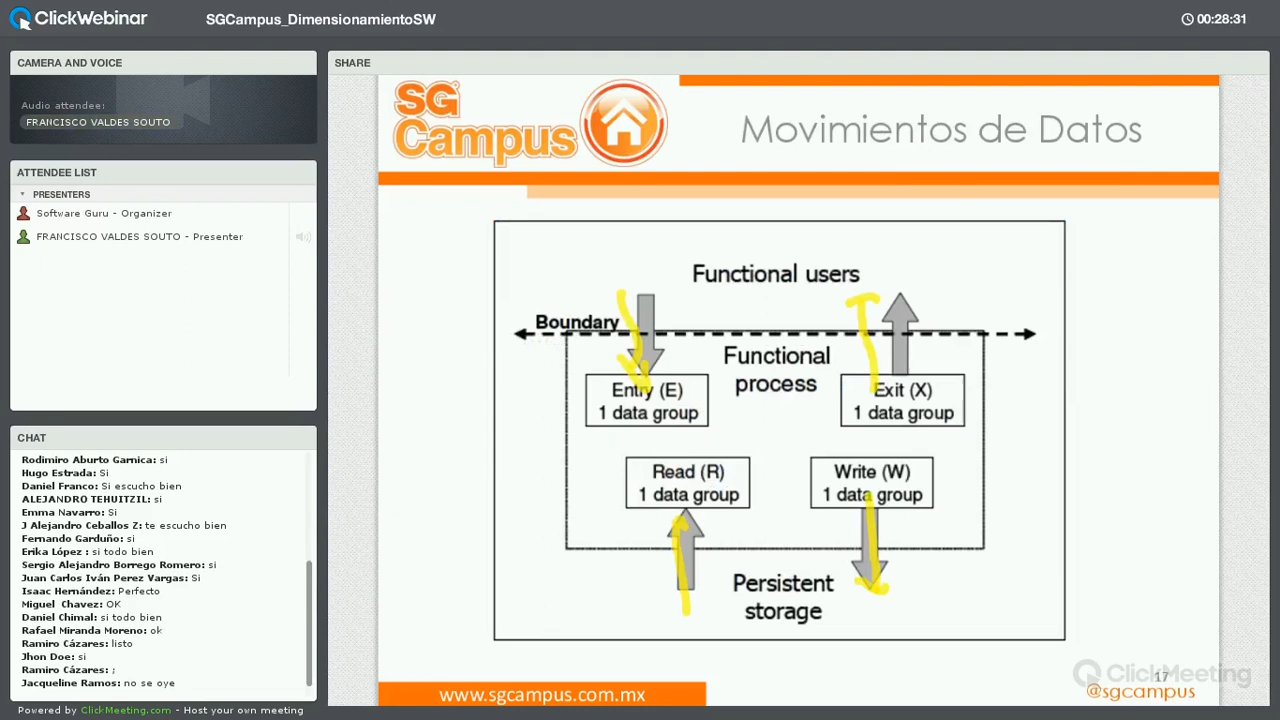 ClickWebinar
SGCampus_DimensionamientoSW
00:28:31
CAMERA AND VOICE
Audio attendee:
FRANCISCO VALDES SOUTO
ATTENDEE LIST
PRESENTERS
Software Guru - Organizer
FRANCISCO VALDES SOUTO - Presenter
CHAT
Rodimiro Aburto Garnica: si
Hugo Estrada: Si
Daniel Franco: Si escucho bien
ALEJANDRO TEHUITZIL: si
Emma Navarro: Si
J Alejandro Ceballos Z: te escucho bien
Fernando Garduño: si
Erika López : si todo bien
Sergio Alejandro Borrego Romero: si
Juan Carlos Iván Perez Vargas: Si
Isaac Hernández: Perfecto
Miguel Chavez: OK
Daniel Chimal: si todo bien
Rafael Miranda Moreno: ok
Ramiro Cázares: listo
Jhon Doe: si
Ramiro Cázares: ;
Jacqueline Ramos: no se oye
Powered by ClickMeeting.com - Host your own meeting
SHARE
SG
Campus
Movimientos de Datos
Functional users
Boundary
Functional
process
Entry (E)
1 data group
Exit (X)
1 data group
Read (R)
1 data group
Write (W)
1 data group
Persistent
storage
ClickMeeting
17
www.sgcampus.com.mx
@sgcampus